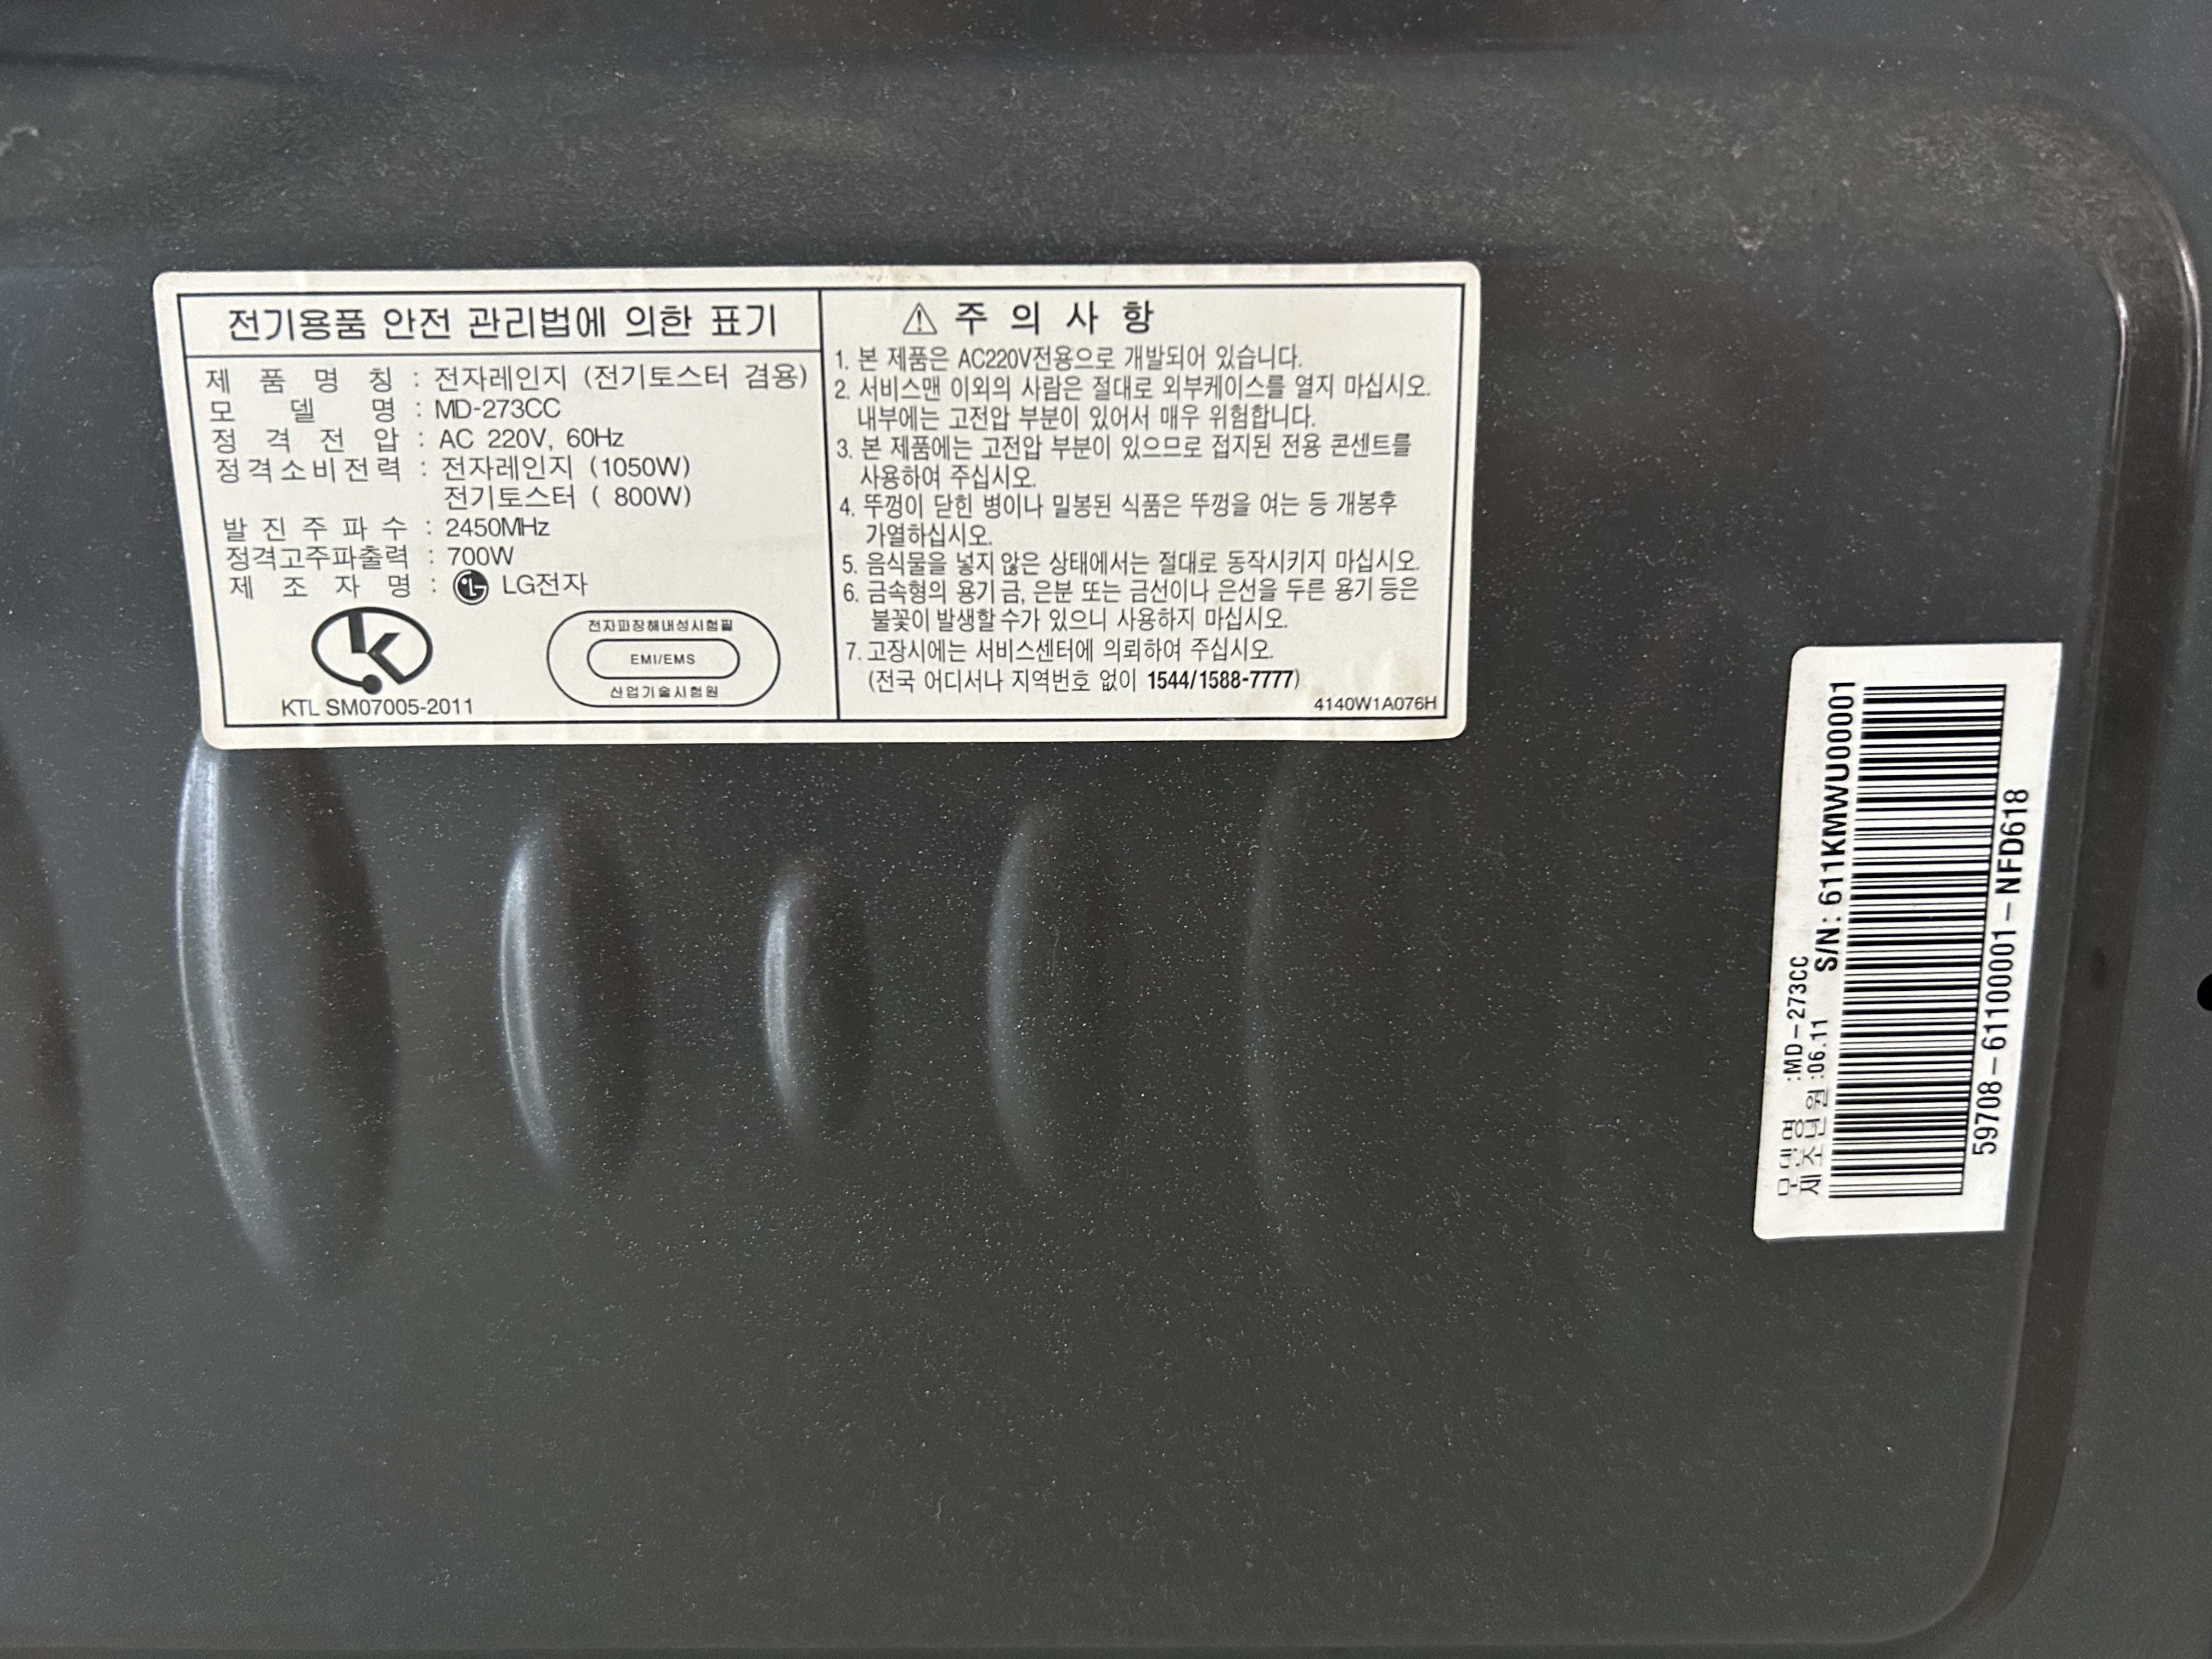 전기용품 안전 관리법에 의한 표기
제 품 명 칭 : 전자레인지 (전기토스터 겸용)
모 델 명 : MD-273CC
정 격 전 압 : AC 220V, 60Hz
정격소비전력 : 전자레인지 (1050W)
전기토스터 ( 800W)
발 진 주 파 수 : 2450MHz
정격고주파출력 : 700W
제 조 자 명 : LG LG전자
KTL SM07005-2011
전자파장해내성시험필
EMI/EMS
산업기술시험원
⚠ 주 의 사 항
1. 본 제품은 AC220V전용으로 개발되어 있습니다.
2. 서비스맨 이외의 사람은 절대로 외부케이스를 열지 마십시오.
내부에는 고전압 부분이 있어서 매우 위험합니다.
3. 본 제품에는 고전압 부분이 있으므로 접지된 전용 콘센트를
사용하여 주십시오.
4. 뚜껑이 닫힌 병이나 밀봉된 식품은 뚜껑을 여는 등 개봉후
가열하십시오.
5. 음식물을 넣지 않은 상태에서는 절대로 동작시키지 마십시오.
6. 금속형의 용기 금, 은분 또는 금선이나 은선을 두른 용기 등은
불꽃이 발생할 수가 있으니 사용하지 마십시오.
7. 고장시에는 서비스센터에 의뢰하여 주십시오.
(전국 어디서나 지역번호 없이 1544/1588-7777)
4140W1A076H
모델명 :MD-273CC
제조년월 :06.11 S/N: 611KMWU00001
59708-6110001-NFD618